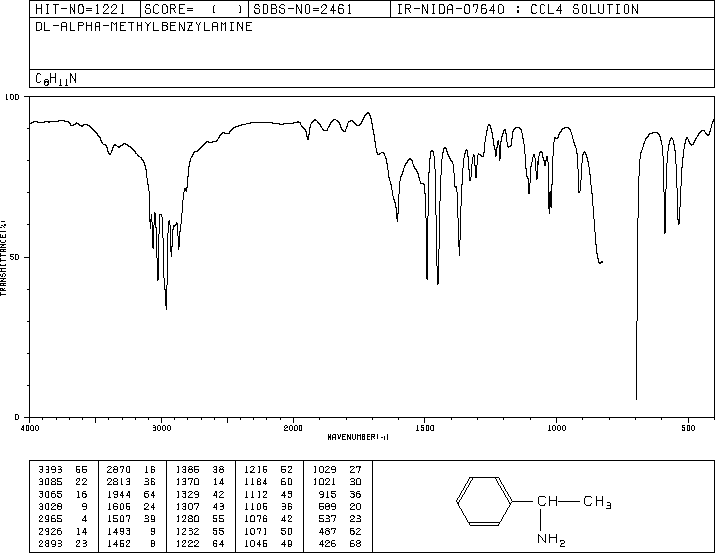 HIT-NO=1221 SCORE= ( ) SDBS-NO=2461 IR-NIDA-07640 : CCL4 SOLUTION
DL-ALPHA-METHYLBENZYLAMINE
C8H11N
100
50
0
TRANSMITTANCE(%)
4000 3000 2000 1500 1000 500
WAVENUMBER(-1)
3393 66 2870 16 1386 38 1216 62 1029 27
3085 22 2813 36 1370 14 1184 60 1021 30
3065 16 1944 64 1329 42 1112 49 915 36
3028 9 1606 24 1307 49 1106 36 589 20
2965 4 1507 39 1280 55 1076 42 537 23
2926 14 1493 9 1232 55 1071 50 487 62
2893 23 1452 8 1222 64 1046 49 426 68
CH CH3
NH2